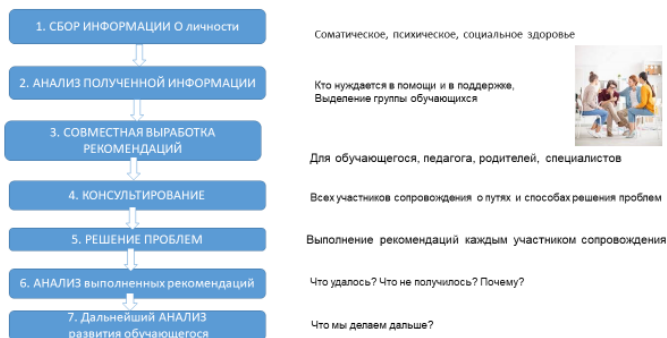 1. СБОР ИНФОРМАЦИИ О личности
Соматическое, психическое, социальное здоровье
2. АНАЛИЗ ПОЛУЧЕННОЙ ИНФОРМАЦИИ
Кто нуждается в помощи и в поддержке,
Выделение группы обучающихся
3. СОВМЕСТНАЯ ВЫРАБОТКА
РЕКОМЕНДАЦИЙ
Для обучающегося, педагога, родителей, специалистов
4. КОНСУЛЬТИРОВАНИЕ
Всех участников сопровождения о путях и способах решения проблем
5. РЕШЕНИЕ ПРОБЛЕМ
Выполнение рекомендаций каждым участником сопровождения
6. АНАЛИЗ выполненных рекомендаций
Что удалось? Что не получилось? Почему?
7. Дальнейший АНАЛИЗ
развития обучающегося
Что мы делаем дальше?